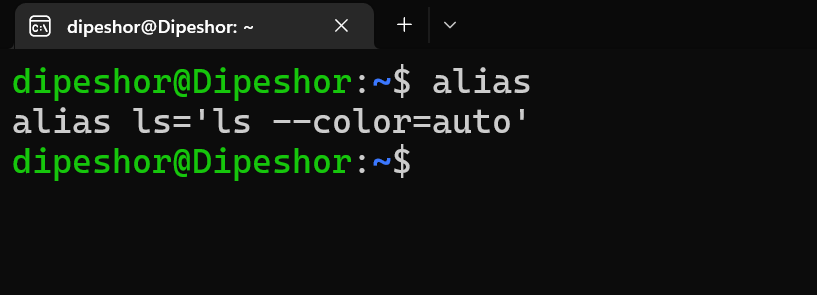 dipeshor@Dipeshor: ~
dipeshor@Dipeshor:~$ alias
alias ls='ls --color=auto'
dipeshor@Dipeshor:~$